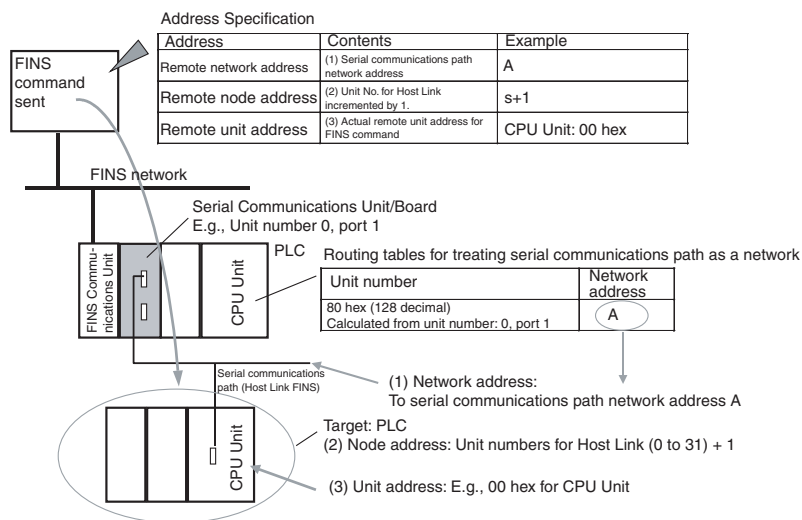 Address Specification
Address Contents Example
Remote network address (1) Serial communications path
network address A
Remote node address (2) Unit No. for Host Link
incremented by 1. s+1
Remote unit address (3) Actual remote unit address for
FINS command CPU Unit: 00 hex
FINS
command
sent
FINS network
Serial Communications Unit/Board
E.g., Unit number 0, port 1
FINS Commu-
nications Unit
CPU Unit
PLC
Routing tables for treating serial communications path as a network
Unit number Network
address
80 hex (128 decimal)
Calculated from unit number: 0, port 1 A
Serial communications
path (Host Link FINS)
(1) Network address:
To serial communications path network address A
Target: PLC
(2) Node address: Unit numbers for Host Link (0 to 31) + 1
CPU Unit
(3) Unit address: E.g., 00 hex for CPU Unit